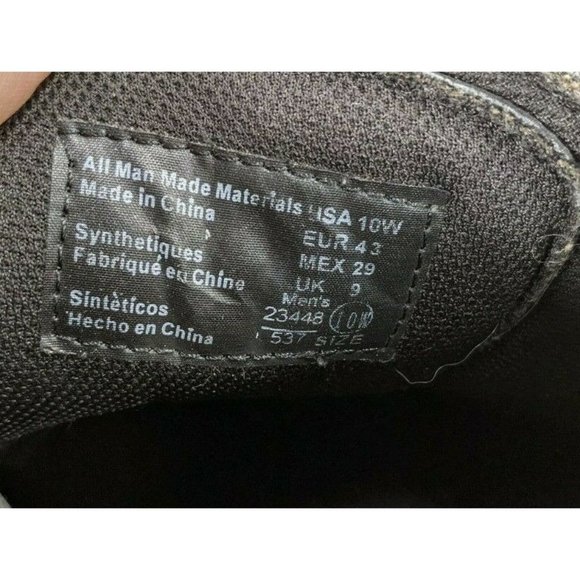 All Man Made Materials
Made in China
Synthetiques
Fabriqué en Chine
Sintèticos
Hecho en China
USA 10W
EUR 43
MEX 29
UK 9
Men's
23448 10W
537 SIZE